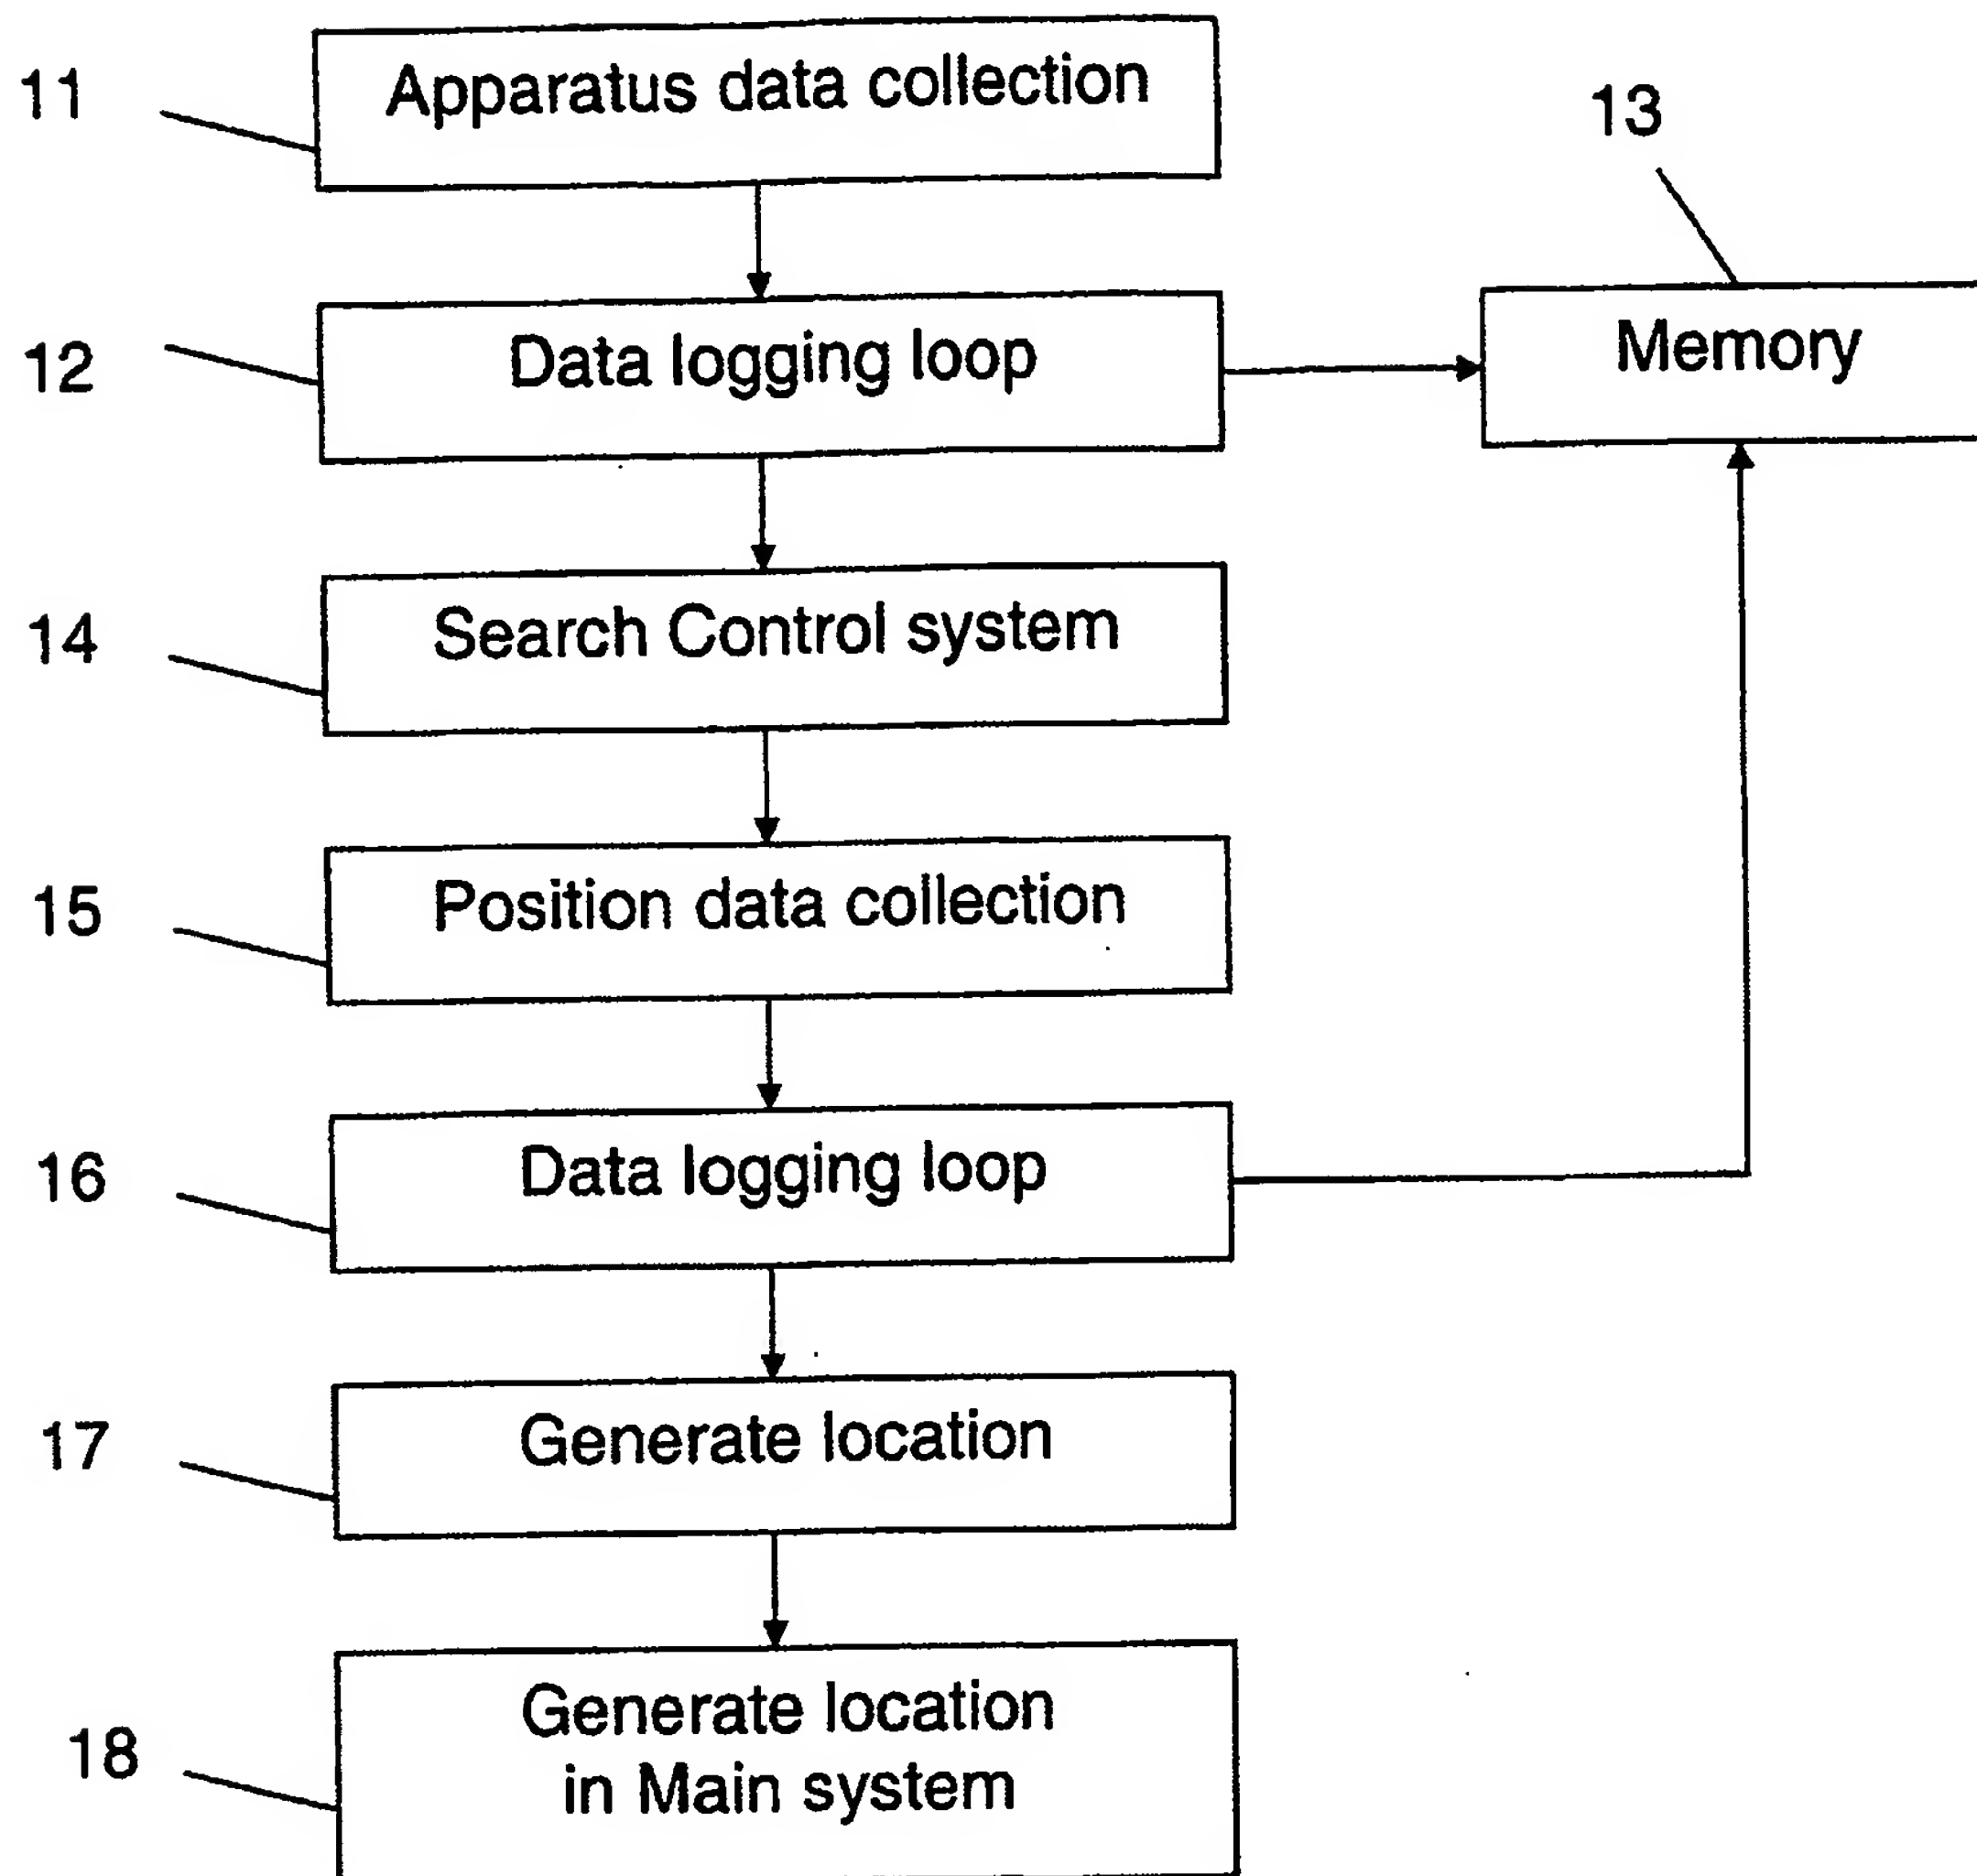 11
Apparatus data collection
13
12
Data logging loop
Memory
14
Search Control system
15
Position data collection
16
Data logging loop
17
Generate location
18
Generate location
in Main system